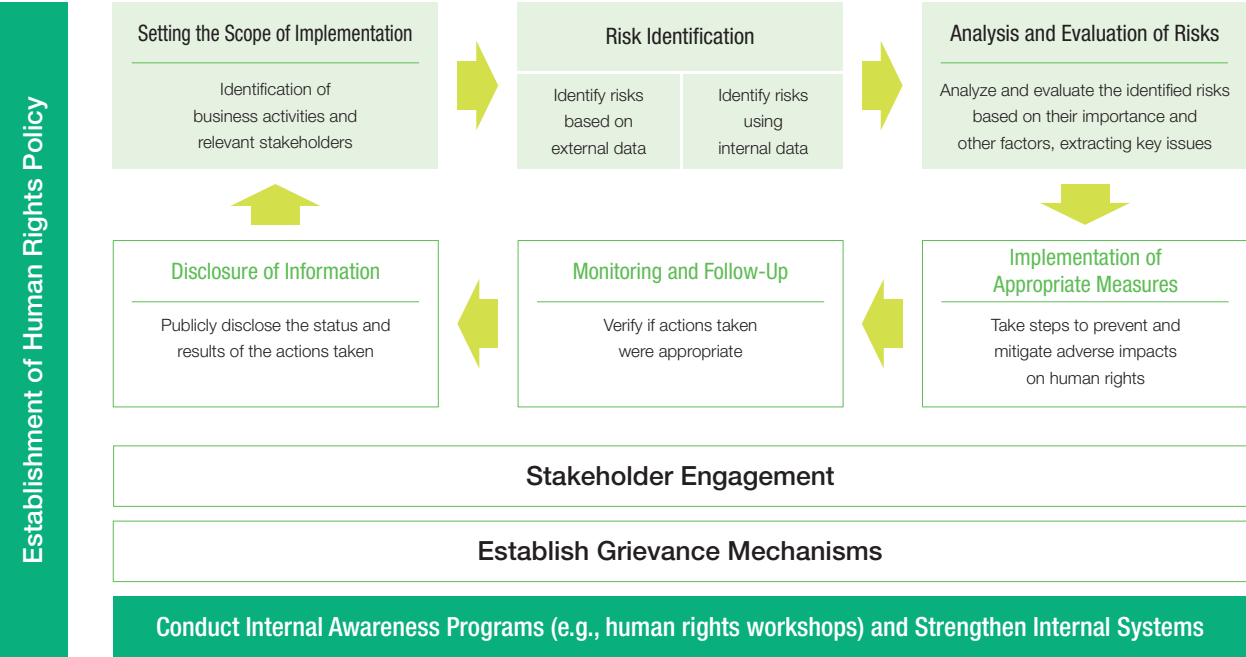 Establishment of Human Rights Policy
Setting the Scope of Implementation
Identification of
business activities and
relevant stakeholders
Risk Identification
Identify risks
based on
external data
Identify risks
using
internal data
Analysis and Evaluation of Risks
Analyze and evaluate the identified risks
based on their importance and
other factors, extracting key issues
Implementation of
Appropriate Measures
Take steps to prevent and
mitigate adverse impacts
on human rights
Monitoring and Follow-Up
Verify if actions taken
were appropriate
Disclosure of Information
Publicly disclose the status and
results of the actions taken
Stakeholder Engagement
Establish Grievance Mechanisms
Conduct Internal Awareness Programs (e.g., human rights workshops) and Strengthen Internal Systems